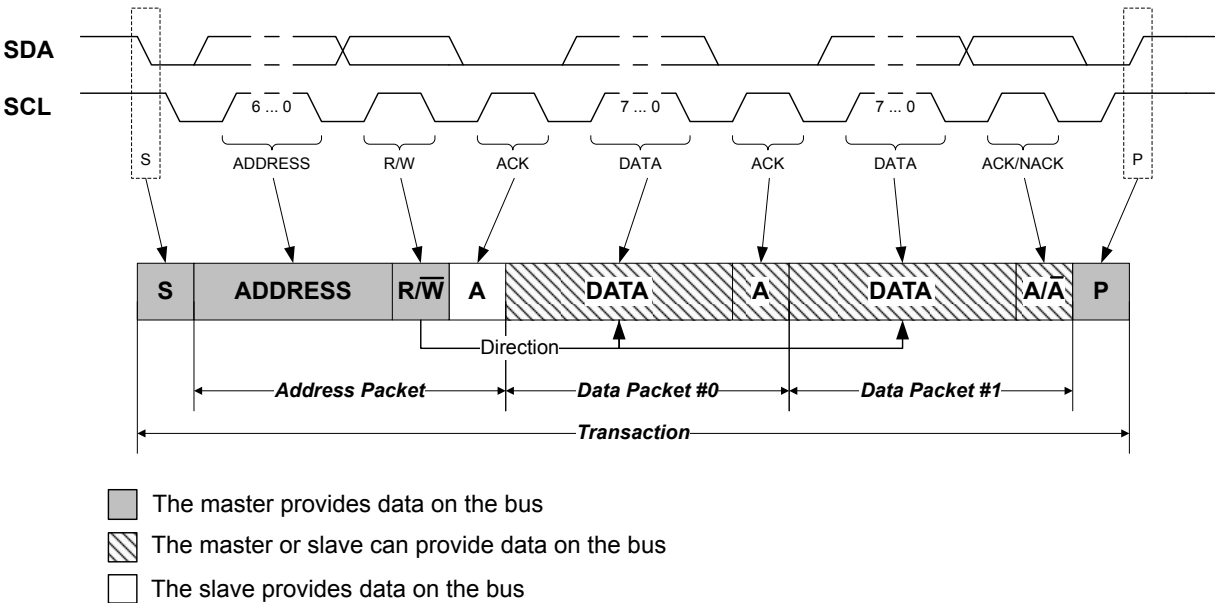 SDA
SCL
6 ... 0 7 ... 0 7 ... 0
S ADDRESS R/W ACK DATA ACK DATA ACK/NACK P
S ADDRESS R/W̅ A DATA A DATA A/A̅ P
Direction
Address Packet Data Packet #0 Data Packet #1
Transaction
The master provides data on the bus
The master or slave can provide data on the bus
The slave provides data on the bus